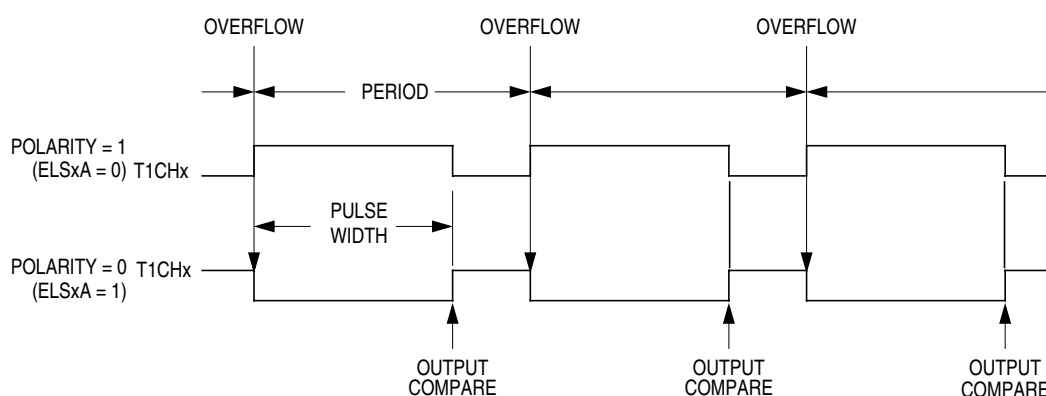 OVERFLOW
OVERFLOW
OVERFLOW
PERIOD
POLARITY = 1
(ELSxA = 0) T1CHx
PULSE
WIDTH
POLARITY = 0 T1CHx
(ELSxA = 1)
OUTPUT
COMPARE
OUTPUT
COMPARE
OUTPUT
COMPARE